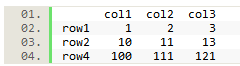 01. col1 col2 col3
02. row1 1 2 3
03. row2 10 11 13
04. row4 100 111 121